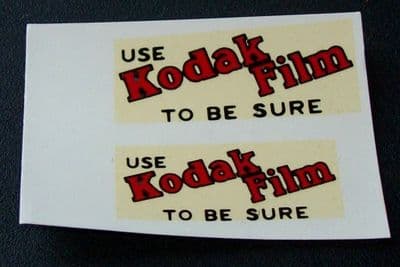 USE
Kodak
Film
TO BE SURE
USE
Kodak
Film
TO BE SURE